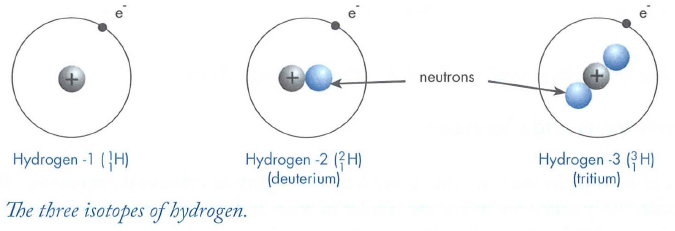 e⁻ e⁻ e⁻
+ + neutrons +
Hydrogen -1 (¹₁H) Hydrogen -2 (²₁H) Hydrogen -3 (³₁H)
(deuterium) (tritium)
The three isotopes of hydrogen.